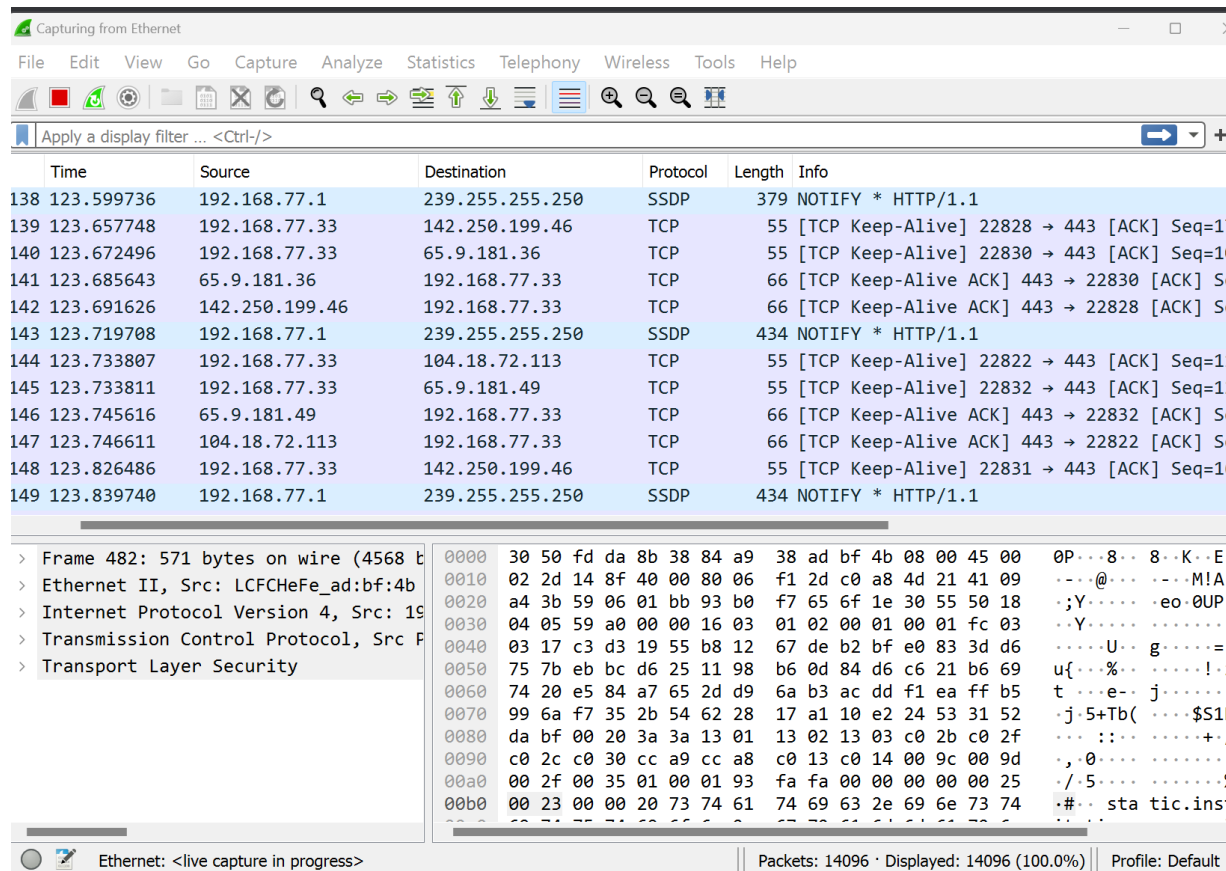 Capturing from Ethernet
File Edit View Go Capture Analyze Statistics Telephony Wireless Tools Help
Apply a display filter ... <Ctrl-/>
Time Source Destination Protocol Length Info
138 123.599736 192.168.77.1 239.255.255.250 SSDP 379 NOTIFY * HTTP/1.1
139 123.657748 192.168.77.33 142.250.199.46 TCP 55 [TCP Keep-Alive] 22828 → 443 [ACK] Seq=1
140 123.672496 192.168.77.33 65.9.181.36 TCP 55 [TCP Keep-Alive] 22830 → 443 [ACK] Seq=1
141 123.685643 65.9.181.36 192.168.77.33 TCP 66 [TCP Keep-Alive ACK] 443 → 22830 [ACK] S
142 123.691626 142.250.199.46 192.168.77.33 TCP 66 [TCP Keep-Alive ACK] 443 → 22828 [ACK] S
143 123.719708 192.168.77.1 239.255.255.250 SSDP 434 NOTIFY * HTTP/1.1
144 123.733807 192.168.77.33 104.18.72.113 TCP 55 [TCP Keep-Alive] 22822 → 443 [ACK] Seq=1
145 123.733811 192.168.77.33 65.9.181.49 TCP 55 [TCP Keep-Alive] 22832 → 443 [ACK] Seq=1
146 123.745616 65.9.181.49 192.168.77.33 TCP 66 [TCP Keep-Alive ACK] 443 → 22832 [ACK] S
147 123.746611 104.18.72.113 192.168.77.33 TCP 66 [TCP Keep-Alive ACK] 443 → 22822 [ACK] S
148 123.826486 192.168.77.33 142.250.199.46 TCP 55 [TCP Keep-Alive] 22831 → 443 [ACK] Seq=1
149 123.839740 192.168.77.1 239.255.255.250 SSDP 434 NOTIFY * HTTP/1.1
Frame 482: 571 bytes on wire (4568 b
Ethernet II, Src: LCFCHeFe_ad:bf:4b
Internet Protocol Version 4, Src: 19
Transmission Control Protocol, Src P
Transport Layer Security
0000 30 50 fd da 8b 38 84 a9 38 ad bf 4b 08 00 45 00 0P···8·· 8··K··E
0010 02 2d 14 8f 40 00 80 06 f1 2d c0 a8 4d 21 41 09 ·-··@··· ·-··M!A
0020 a4 3b 59 06 01 bb 93 b0 f7 65 6f 1e 30 55 50 18 ·;Y····· ·eo·0UP
0030 04 05 59 a0 00 00 16 03 01 02 00 01 00 01 fc 03 ··Y····· ·······
0040 03 17 c3 d3 19 55 b8 12 67 de b2 bf e0 83 3d d6 ·····U·· g·····=
0050 75 7b eb bc d6 25 11 98 b6 0d 84 d6 c6 21 b6 69 u{···%·· ·····!·
0060 74 20 e5 84 a7 65 2d d9 6a b3 ac dd f1 ea ff b5 t ···e-· j······
0070 99 6a f7 35 2b 54 62 28 17 a1 10 e2 24 53 31 52 ·j·5+Tb( ····$S1
0080 da bf 00 20 3a 3a 13 01 13 02 13 03 c0 2b c0 2f ··· ::·· ·····+·
0090 c0 2c c0 30 cc a9 cc a8 c0 13 c0 14 00 9c 00 9d ·,·0···· ·······
00a0 00 2f 00 35 01 00 01 93 fa fa 00 00 00 00 00 25 ·/·5···· ·······
00b0 00 23 00 00 20 73 74 61 74 69 63 2e 69 6e 73 74 ·#·· sta tic.ins
Ethernet: <live capture in progress> Packets: 14096 · Displayed: 14096 (100.0%) Profile: Default